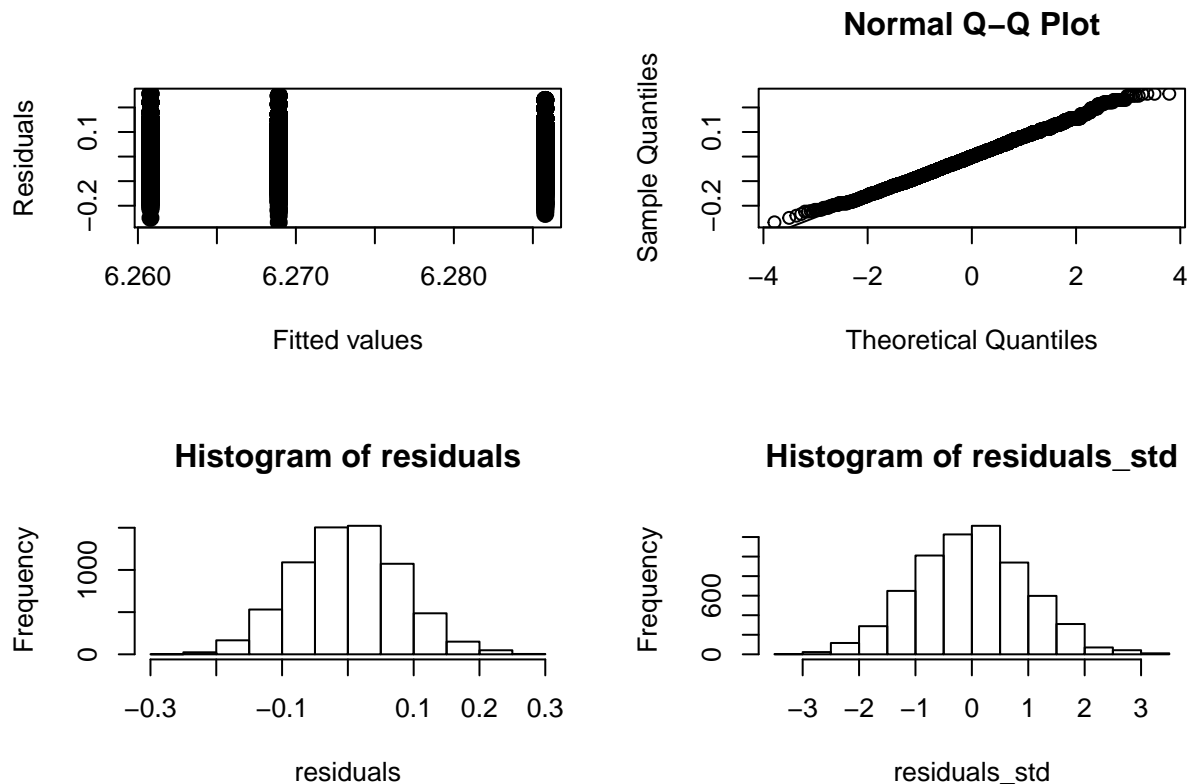 Residuals
0.1
−0.2
6.260 6.270 6.280
Fitted values
Normal Q−Q Plot
Sample Quantiles
0.1
−0.2
−4 −2 0 2 4
Theoretical Quantiles
Histogram of residuals
Frequency
1000
0
−0.3 −0.1 0.1 0.2 0.3
residuals
Histogram of residuals_std
Frequency
600
0
−3 −2 −1 0 1 2 3
residuals_std